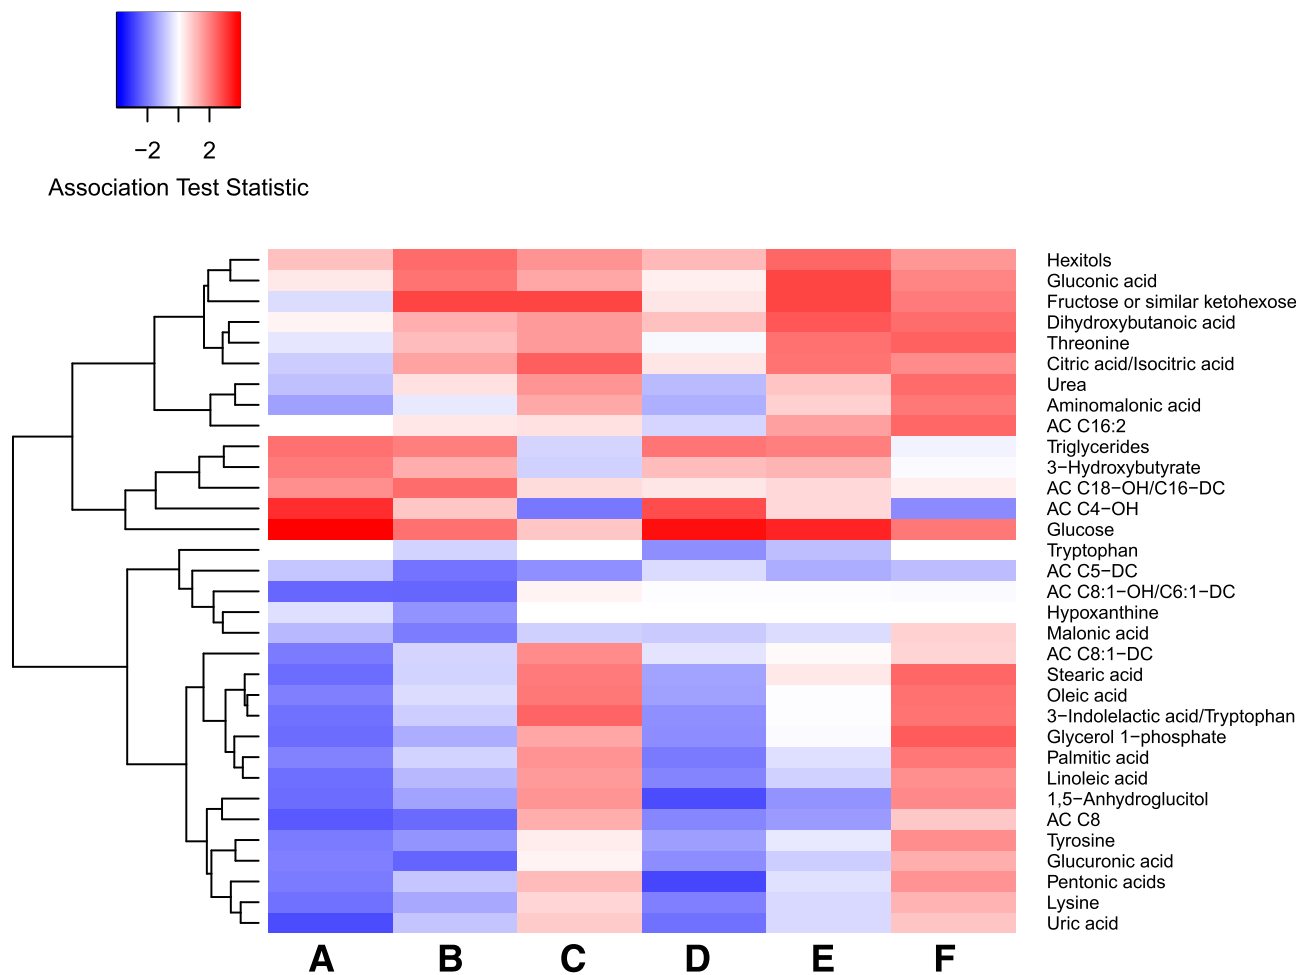 −2 2
Association Test Statistic
Hexitols
Gluconic acid
Fructose or similar ketohexose
Dihydroxybutanoic acid
Threonine
Citric acid/Isocitric acid
Urea
Aminomalonic acid
AC C16:2
Triglycerides
3−Hydroxybutyrate
AC C18−OH/C16−DC
AC C4−OH
Glucose
Tryptophan
AC C5−DC
AC C8:1−OH/C6:1−DC
Hypoxanthine
Malonic acid
AC C8:1−DC
Stearic acid
Oleic acid
3−Indolelactic acid/Tryptophan
Glycerol 1−phosphate
Palmitic acid
Linoleic acid
1,5−Anhydroglucitol
AC C8
Tyrosine
Glucuronic acid
Pentonic acids
Lysine
Uric acid
A B C D E F